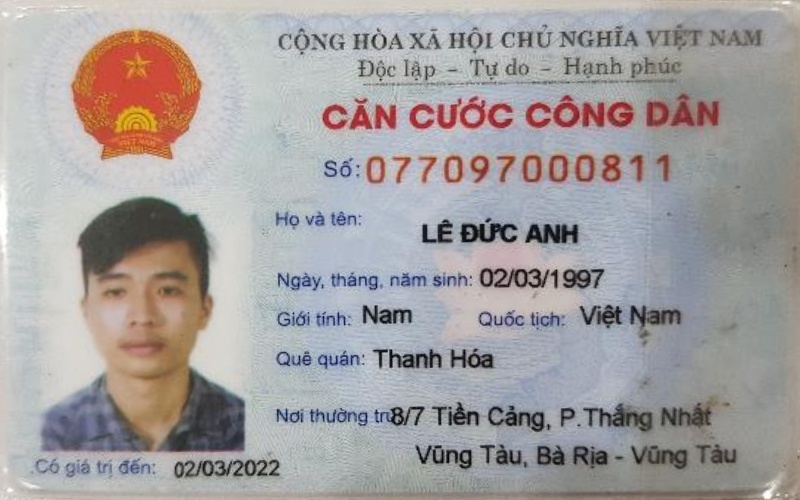 CỘNG HÒA XÃ HỘI CHỦ NGHĨA VIỆT NAM
Độc lập - Tự do - Hạnh phúc
CĂN CƯỚC CÔNG DÂN
Số: 077097000811
Họ và tên: LÊ ĐỨC ANH
Ngày, tháng, năm sinh: 02/03/1997
Giới tính: Nam Quốc tịch: Việt Nam
Quê quán: Thanh Hóa
Nơi thường trú 8/7 Tiền Cảng, P.Thắng Nhất
Vũng Tàu, Bà Rịa - Vũng Tàu
Có giá trị đến: 02/03/2022
VIỆT NAM